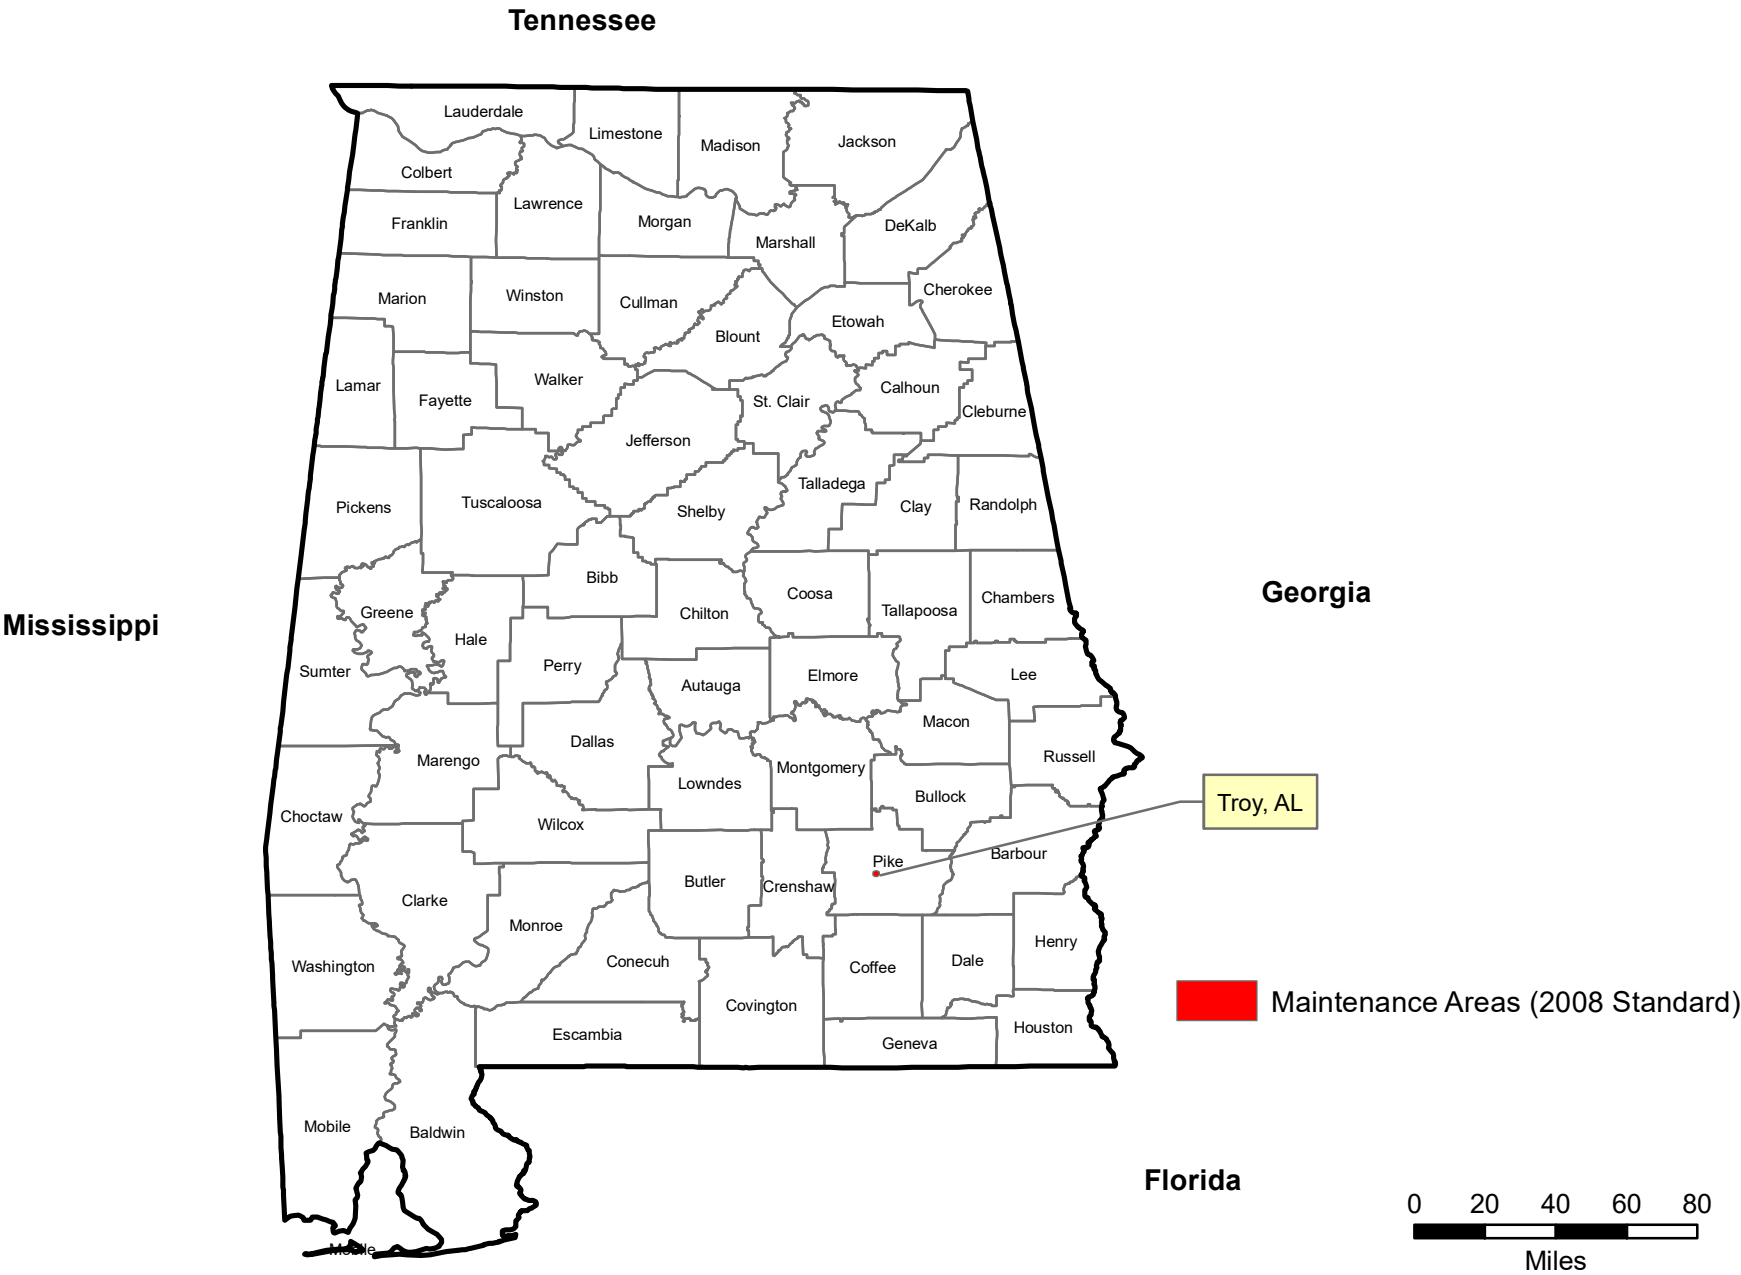 Tennessee
Lauderdale
Limestone
Madison
Jackson
Colbert
Lawrence
Franklin
Morgan
DeKalb
Marshall
Cherokee
Marion
Winston
Cullman
Etowah
Blount
Walker
Lamar
Fayette
St. Clair
Calhoun
Cleburne
Jefferson
Talladega
Pickens
Tuscaloosa
Shelby
Clay
Randolph
Bibb
Coosa
Chambers
Georgia
Greene
Chilton
Tallapoosa
Mississippi
Hale
Perry
Sumter
Autauga
Elmore
Lee
Macon
Dallas
Marengo
Montgomery
Russell
Lowndes
Bullock
Troy, AL
Choctaw
Wilcox
Pike
Barbour
Butler
Crenshaw
Clarke
Monroe
Henry
Washington
Conecuh
Coffee
Dale
Covington
Maintenance Areas (2008 Standard)
Escambia
Geneva
Houston
Mobile
Baldwin
Florida
0 20 40 60 80
Miles
Mobile